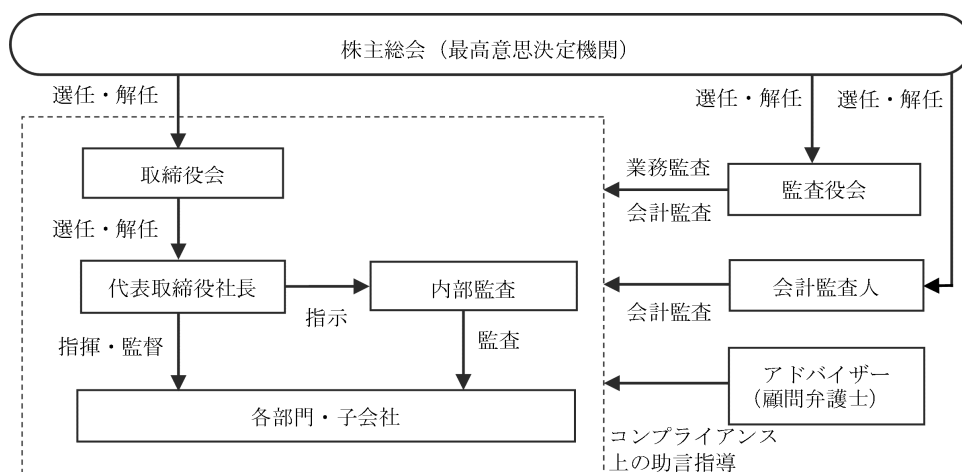 株主総会（最高意思決定機関）
選任・解任
選任・解任
選任・解任
取締役会
業務監査
会計監査
監査役会
選任・解任
代表取締役社長
指示
内部監査
会計監査
会計監査人
指揮・監督
監査
アドバイザー
（顧問弁護士）
各部門・子会社
コンプライアンス
上の助言指導